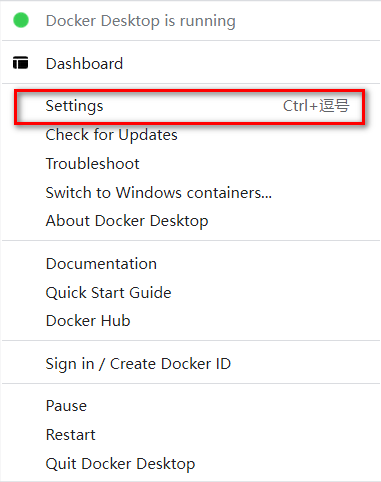 Docker Desktop is running
Dashboard
Settings Ctrl+逗号
Check for Updates
Troubleshoot
Switch to Windows containers...
About Docker Desktop
Documentation
Quick Start Guide
Docker Hub
Sign in / Create Docker ID
Pause
Restart
Quit Docker Desktop